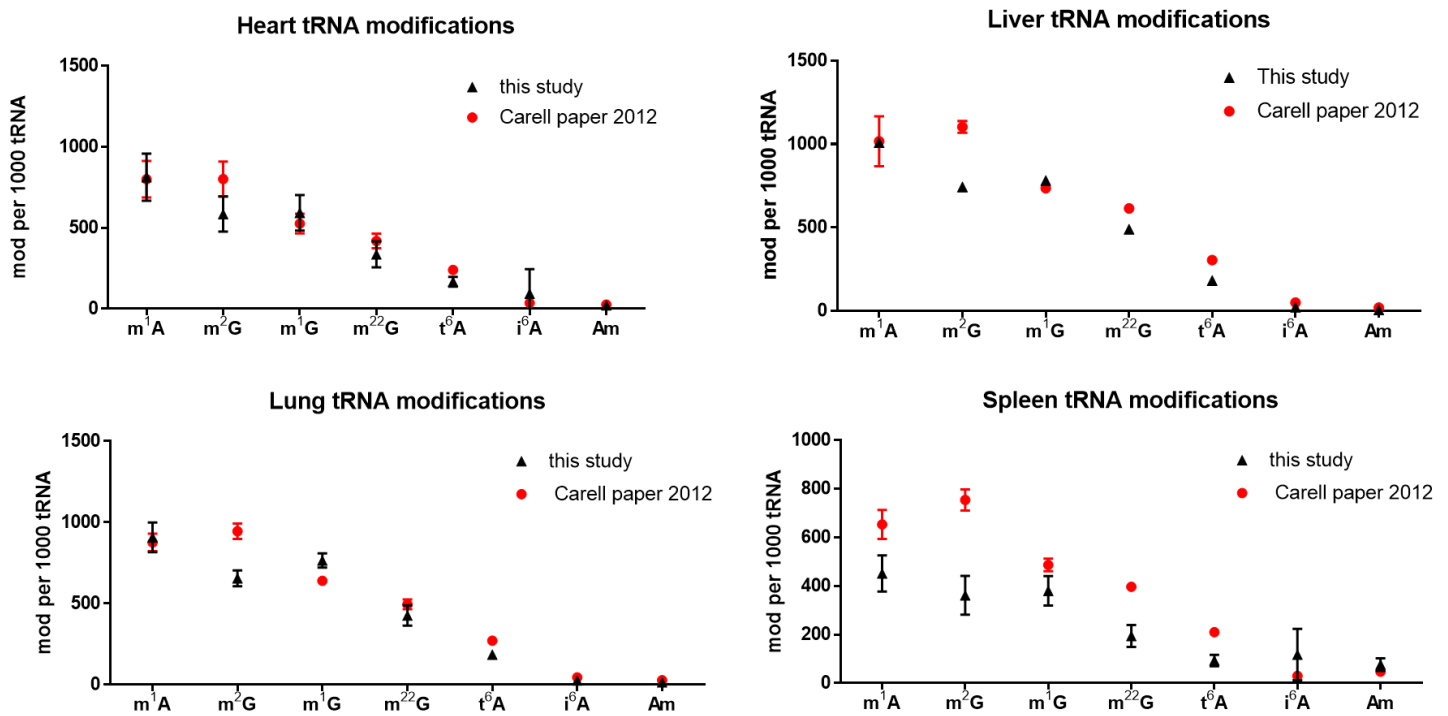 Heart tRNA modifications
mod per 1000 tRNA
1500
1000
500
0
this study
Carell paper 2012
m¹A m²G m¹G m²²G t⁶A i⁶A Am
Liver tRNA modifications
mod per 1000 tRNA
1500
1000
500
0
This study
Carell paper 2012
m¹A m²G m¹G m²²G t⁶A i⁶A Am
Lung tRNA modifications
mod per 1000 tRNA
1500
1000
500
0
this study
Carell paper 2012
m¹A m²G m¹G m²²G t⁶A i⁶A Am
Spleen tRNA modifications
mod per 1000 tRNA
1000
800
600
400
200
0
this study
Carell paper 2012
m¹A m²G m¹G m²²G t⁶A i⁶A Am